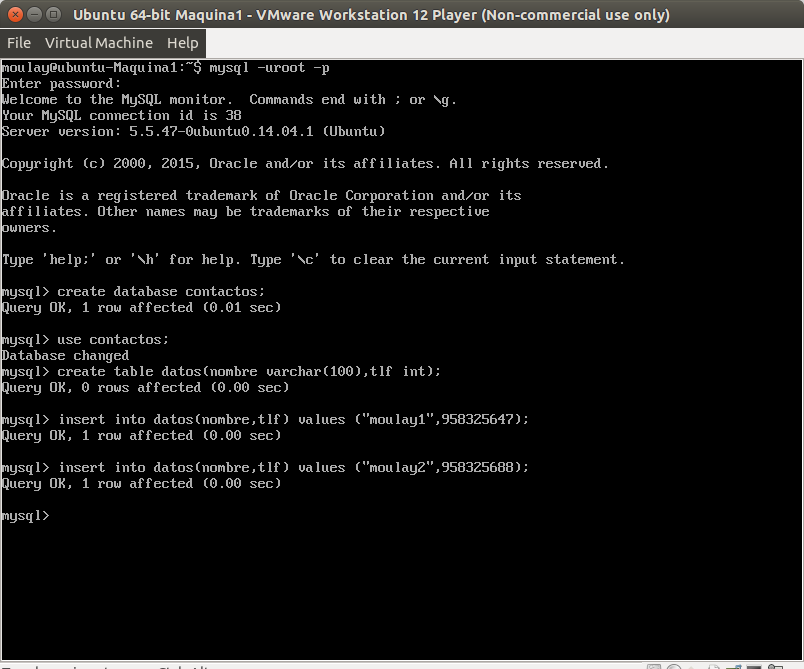 Ubuntu 64-bit Maquina1 - VMware Workstation 12 Player (Non-commercial use only)
File Virtual Machine Help
moulay@ubuntu-Maquina1:~$ mysql -uroot -p
Enter password:
Welcome to the MySQL monitor.  Commands end with ; or \g.
Your MySQL connection id is 38
Server version: 5.5.47-0ubuntu0.14.04.1 (Ubuntu)
Copyright (c) 2000, 2015, Oracle and/or its affiliates. All rights reserved.
Oracle is a registered trademark of Oracle Corporation and/or its
affiliates. Other names may be trademarks of their respective
owners.
Type 'help;' or '\h' for help. Type '\c' to clear the current input statement.
mysql> create database contactos;
Query OK, 1 row affected (0.01 sec)
mysql> use contactos;
Database changed
mysql> create table datos(nombre varchar(100),tlf int);
Query OK, 0 rows affected (0.00 sec)
mysql> insert into datos(nombre,tlf) values ("moulay1",958325647);
Query OK, 1 row affected (0.00 sec)
mysql> insert into datos(nombre,tlf) values ("moulay2",958325688);
Query OK, 1 row affected (0.00 sec)
mysql>